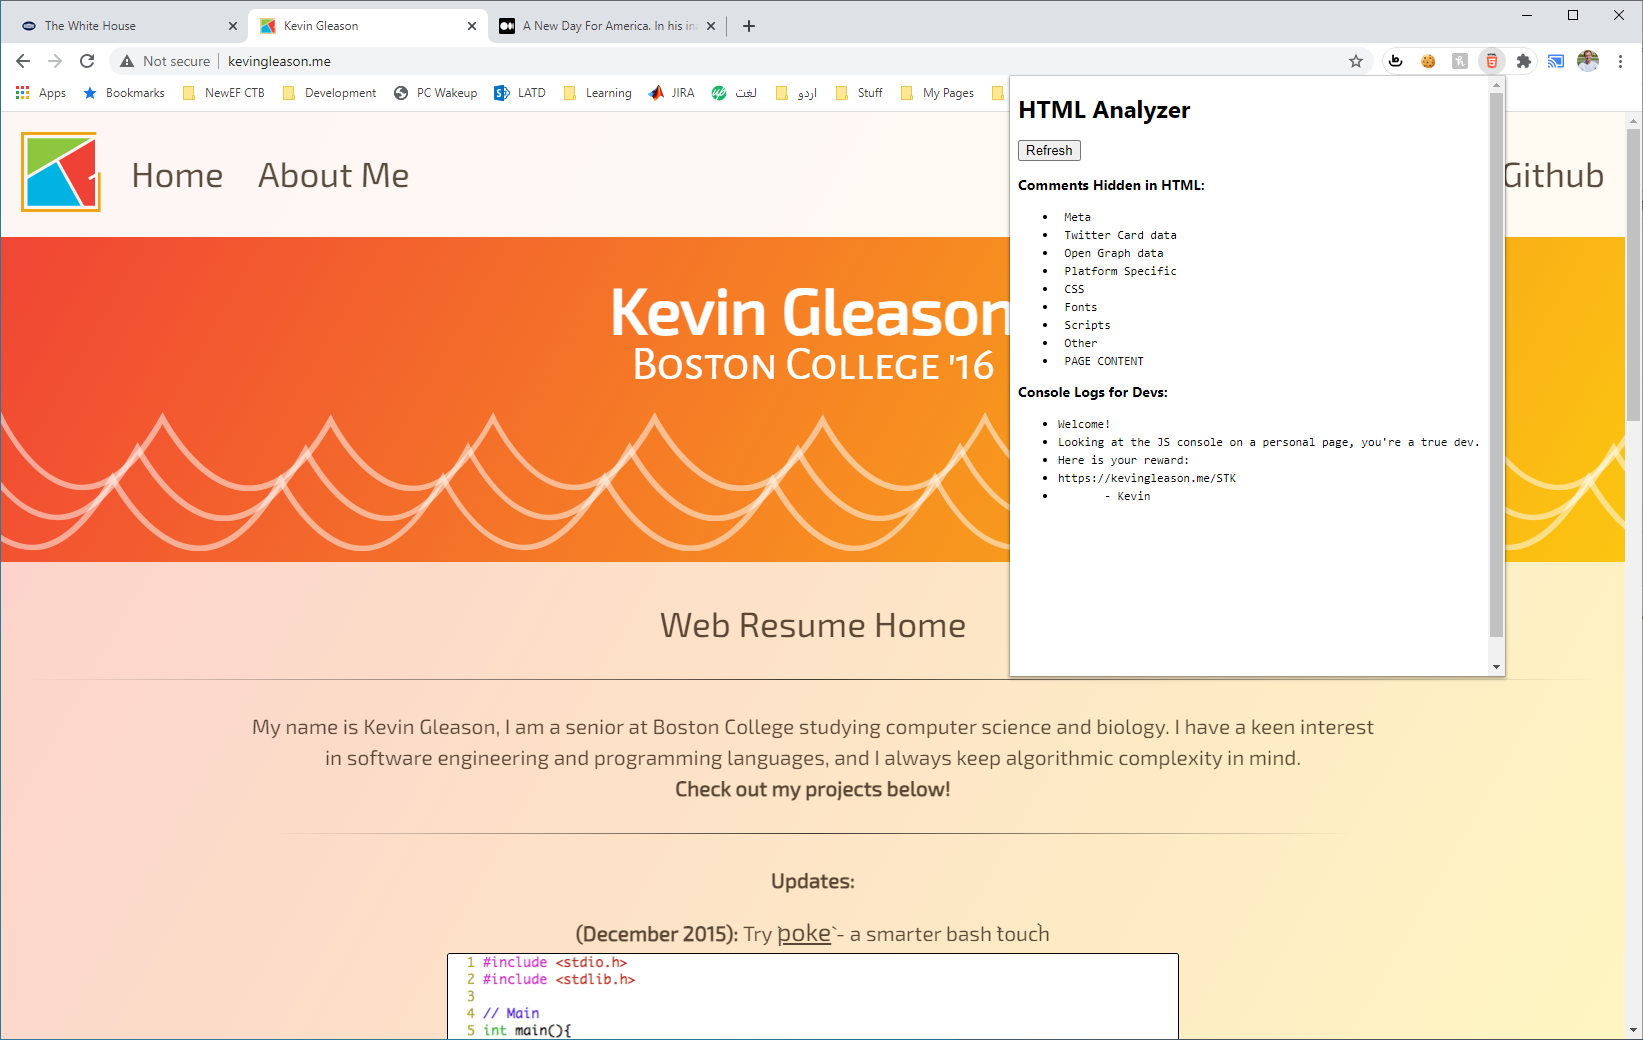 The White House
Kevin Gleason
A New Day For America. In his in
Not secure
kevingleason.me
Apps
Bookmarks
NewEF CTB
Development
PC Wakeup
LATD
Learning
JIRA
لغت
اردو
Stuff
My Pages
Home
About Me
Github
HTML Analyzer
Refresh
Comments Hidden in HTML:
• Meta
• Twitter Card data
• Open Graph data
• Platform Specific
• CSS
• Fonts
• Scripts
• Other
• PAGE CONTENT
Console Logs for Devs:
• Welcome!
• Looking at the JS console on a personal page, you're a true dev.
• Here is your reward:
• https://kevingleason.me/STK
• - Kevin
Kevin Gleason
Boston College '16
Web Resume Home
My name is Kevin Gleason, I am a senior at Boston College studying computer science and biology. I have a keen interest
in software engineering and programming languages, and I always keep algorithmic complexity in mind.
Check out my projects below!
Updates:
(December 2015): Try `poke` - a smarter bash `touch`
1 #include <stdio.h>
2 #include <stdlib.h>
3
4 // Main
5 int main(){